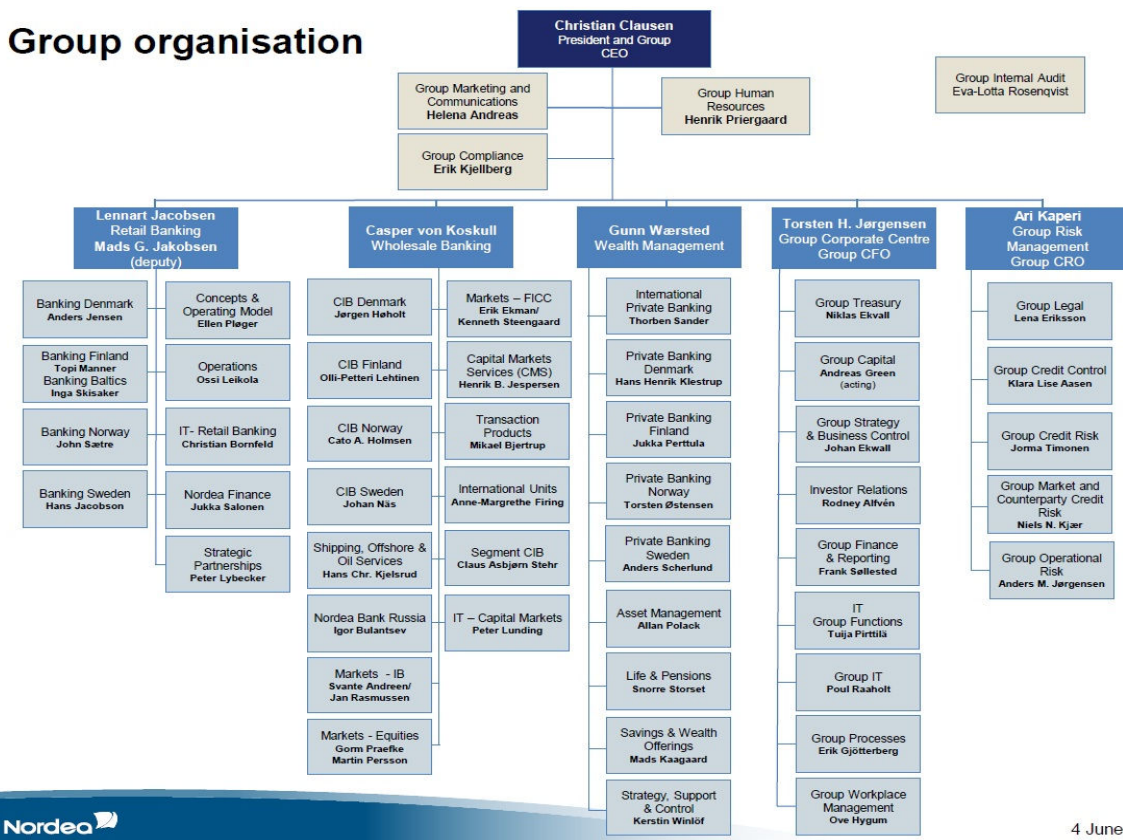 Group organisation
Christian Clausen
President and Group
CEO
Group Marketing and
Communications
Helena Andreas
Group Human
Resources
Henrik Priergaard
Group Internal Audit
Eva-Lotta Rosenqvist
Group Compliance
Erik Kjellberg
Lennart Jacobsen
Retail Banking
Mads G. Jakobsen
(deputy)
Banking Denmark
Anders Jensen
Concepts &
Operating Model
Ellen Pløger
Banking Finland
Topi Manner
Banking Baltics
Inga Skisaker
Operations
Ossi Leikola
Banking Norway
John Sætre
IT- Retail Banking
Christian Bornfeld
Banking Sweden
Hans Jacobson
Nordea Finance
Jukka Salonen
Strategic
Partnerships
Peter Lybecker
Casper von Koskull
Wholesale Banking
CIB Denmark
Jørgen Høholt
Markets – FICC
Erik Ekman/
Kenneth Steengaard
CIB Finland
Olli-Petteri Lehtinen
Capital Markets
Services (CMS)
Henrik B. Jespersen
CIB Norway
Cato A. Holmsen
Transaction
Products
Mikael Bjertrup
CIB Sweden
Johan Näs
International Units
Anne-Margrethe Firing
Shipping, Offshore &
Oil Services
Hans Chr. Kjelsrud
Segment CIB
Claus Asbjørn Stehr
Nordea Bank Russia
Igor Bulantsev
IT – Capital Markets
Peter Lunding
Markets - IB
Svante Andreen/
Jan Rasmussen
Markets - Equities
Gorm Praefke
Martin Persson
Gunn Wærsted
Wealth Management
International
Private Banking
Thorben Sander
Private Banking
Denmark
Hans Henrik Klestrup
Private Banking
Finland
Jukka Perttula
Private Banking
Norway
Torsten Østensen
Private Banking
Sweden
Anders Scherlund
Asset Management
Allan Polack
Life & Pensions
Snorre Storset
Savings & Wealth
Offerings
Mads Kaagaard
Strategy, Support
& Control
Kerstin Winlöf
Torsten H. Jørgensen
Group Corporate Centre
Group CFO
Group Treasury
Niklas Ekvall
Group Capital
Andreas Green
(acting)
Group Strategy
& Business Control
Johan Ekwall
Investor Relations
Rodney Alfvén
Group Finance
& Reporting
Frank Søllested
IT
Group Functions
Tuija Pirttilä
Group IT
Poul Raaholt
Group Processes
Erik Gjötterberg
Group Workplace
Management
Ove Hygum
Ari Kaperi
Group Risk
Management
Group CRO
Group Legal
Lena Eriksson
Group Credit Control
Klara Lise Aasen
Group Credit Risk
Jorma Timonen
Group Market and
Counterparty Credit
Risk
Niels N. Kjær
Group Operational
Risk
Anders M. Jørgensen
Nordea
4 June